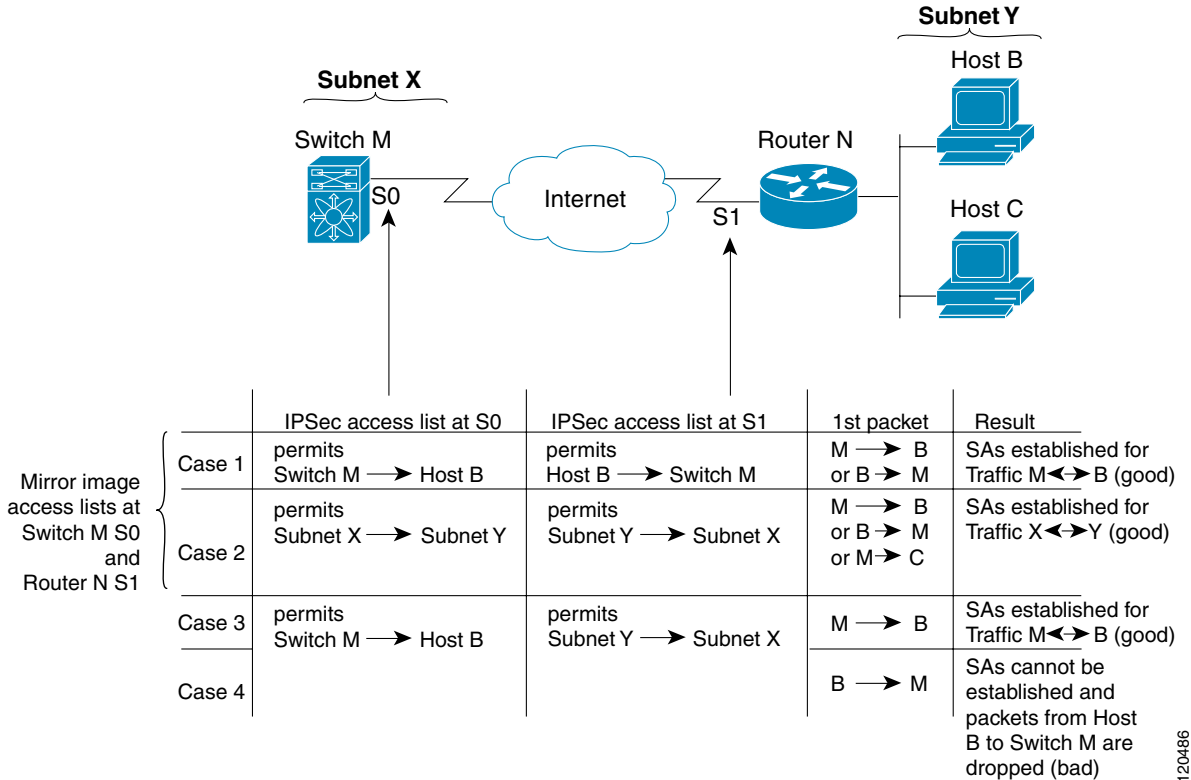 Subnet Y
Host B
Subnet X
Switch M
Router N
S0
Internet
S1
Host C
IPSec access list at S0
IPSec access list at S1
1st packet
Result
Mirror image
access lists at
Switch M S0
and
Router N S1
Case 1
permits
Switch M → Host B
permits
Host B → Switch M
M → B
or B → M
SAs established for
Traffic M ↔ B (good)
Case 2
permits
Subnet X → Subnet Y
permits
Subnet Y → Subnet X
M → B
or B → M
or M → C
SAs established for
Traffic X ↔ Y (good)
Case 3
permits
Switch M → Host B
permits
Subnet Y → Subnet X
M → B
SAs established for
Traffic M ↔ B (good)
Case 4
B → M
SAs cannot be
established and
packets from Host
B to Switch M are
dropped (bad)
120486